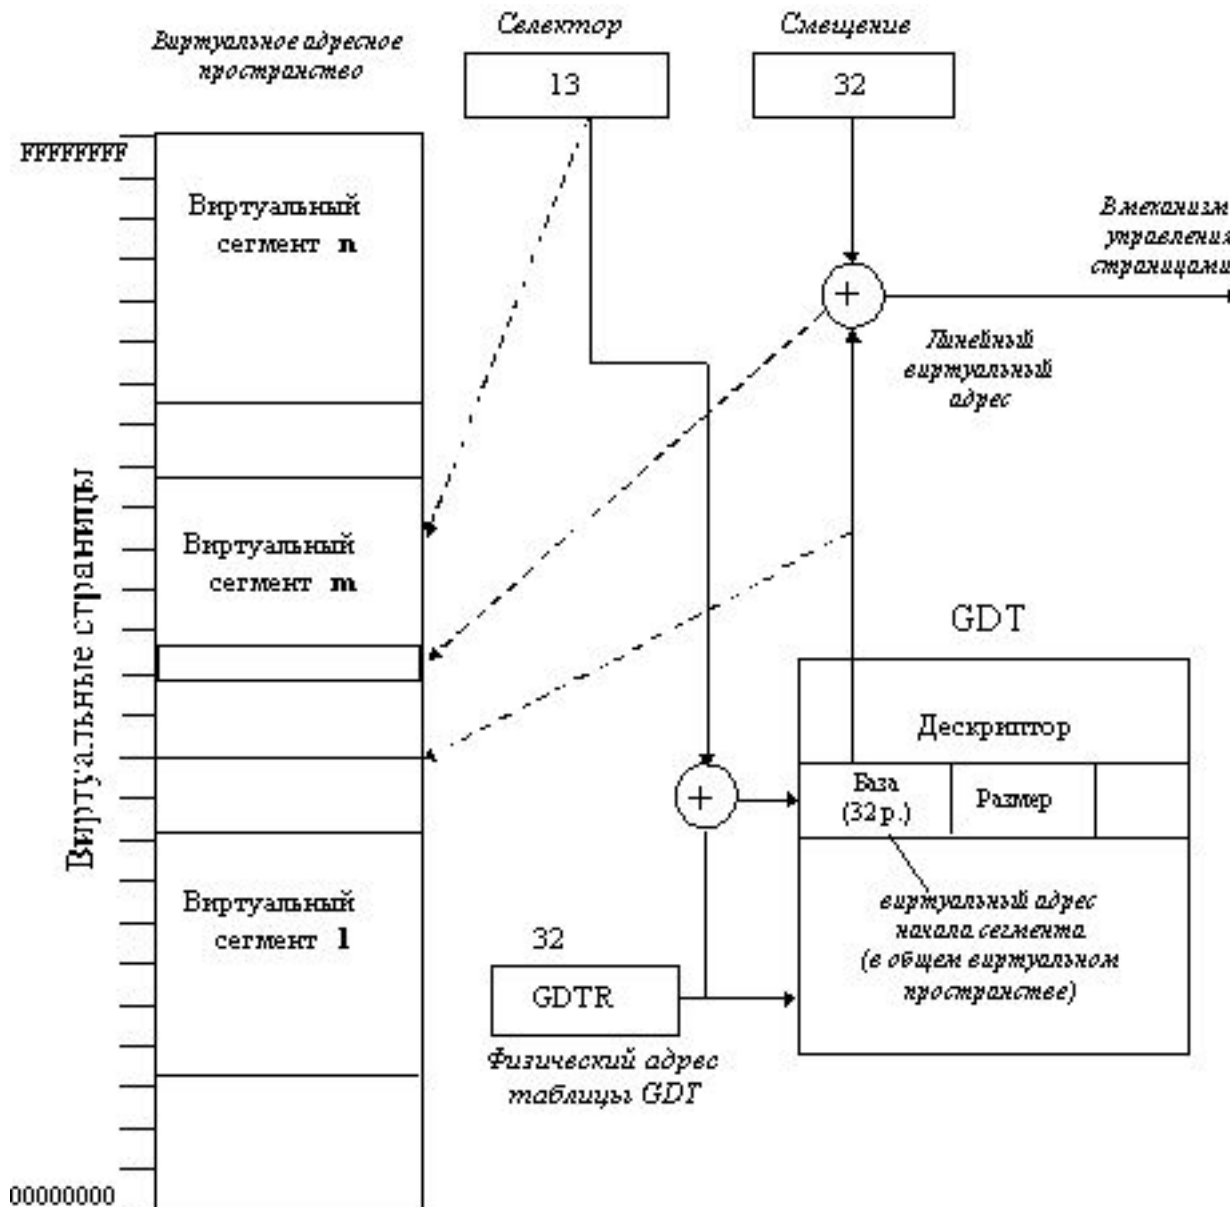 Виртуальное адресное
пространство
Селектор
13
Смещение
32
FFFFFFFF
Виртуальный
сегмент n
В механизм
управления
страницами
+
Линейный
виртуальный
адрес
Виртуальный
сегмент m
Виртуальные страницы
GDT
Дескриптор
База
(32 р.)
Размер
+
виртуальный адрес
начала сегмента
(в общем виртуальном
пространстве)
Виртуальный
сегмент 1
32
GDTR
Физический адрес
таблицы GDT
00000000